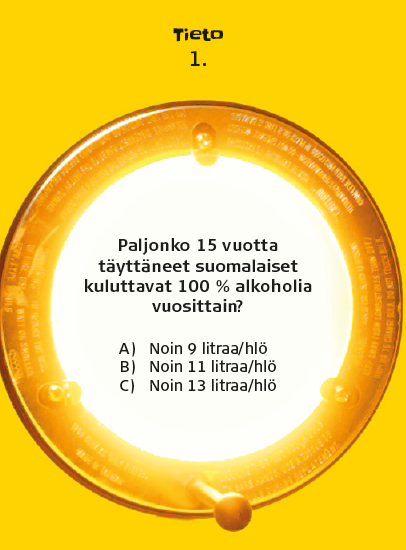 Tieto
1.
Paljonko 15 vuotta
täyttäneet suomalaiset
kuluttavat 100 % alkoholia
vuosittain?
A) Noin 9 litraa/hlö
B) Noin 11 litraa/hlö
C) Noin 13 litraa/hlö